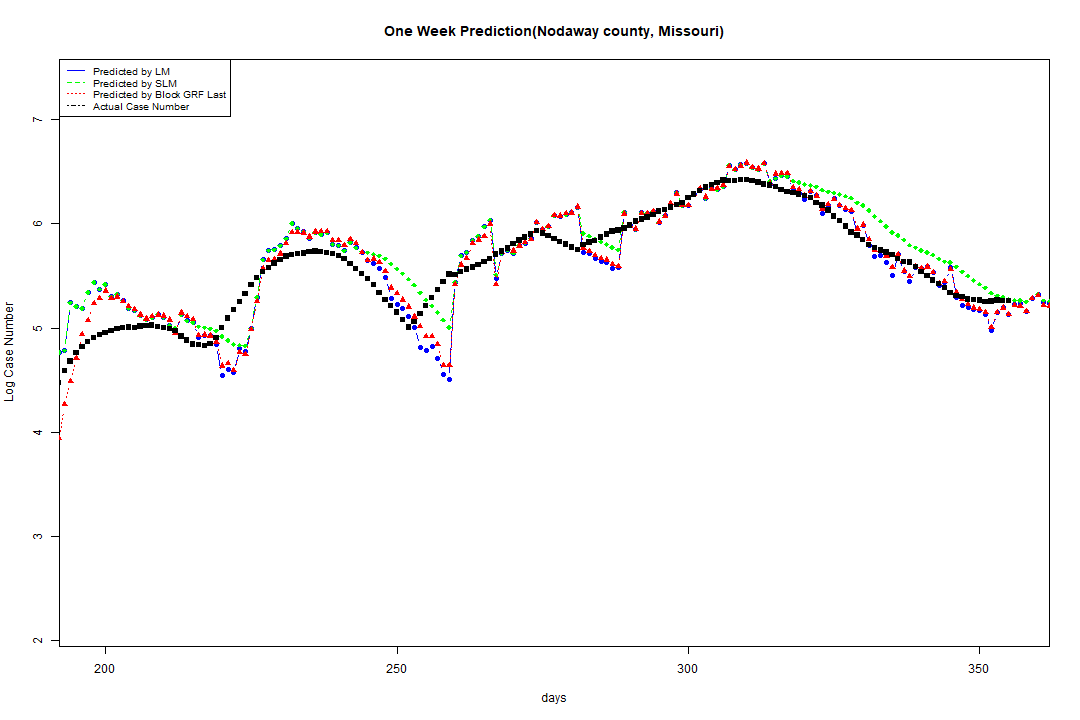 One Week Prediction(Nodaway county, Missouri)
Predicted by LM
Predicted by SLM
Predicted by Block GRF Last
Actual Case Number
7
6
5
4
3
2
Log Case Number
200 250 300 350
days